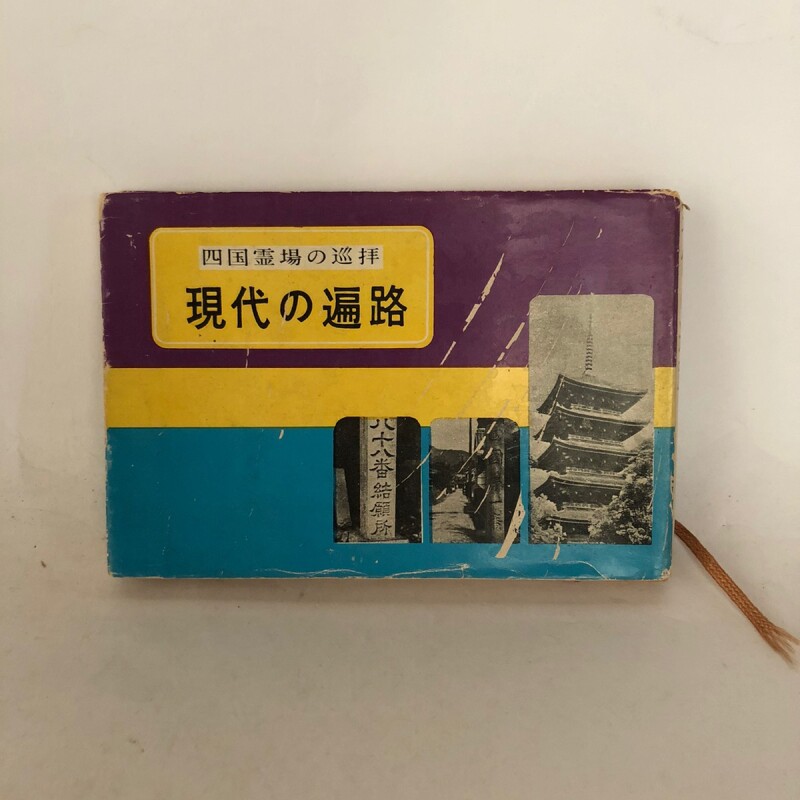 四国霊場の巡拝
現代の遍路
八十八番結願所